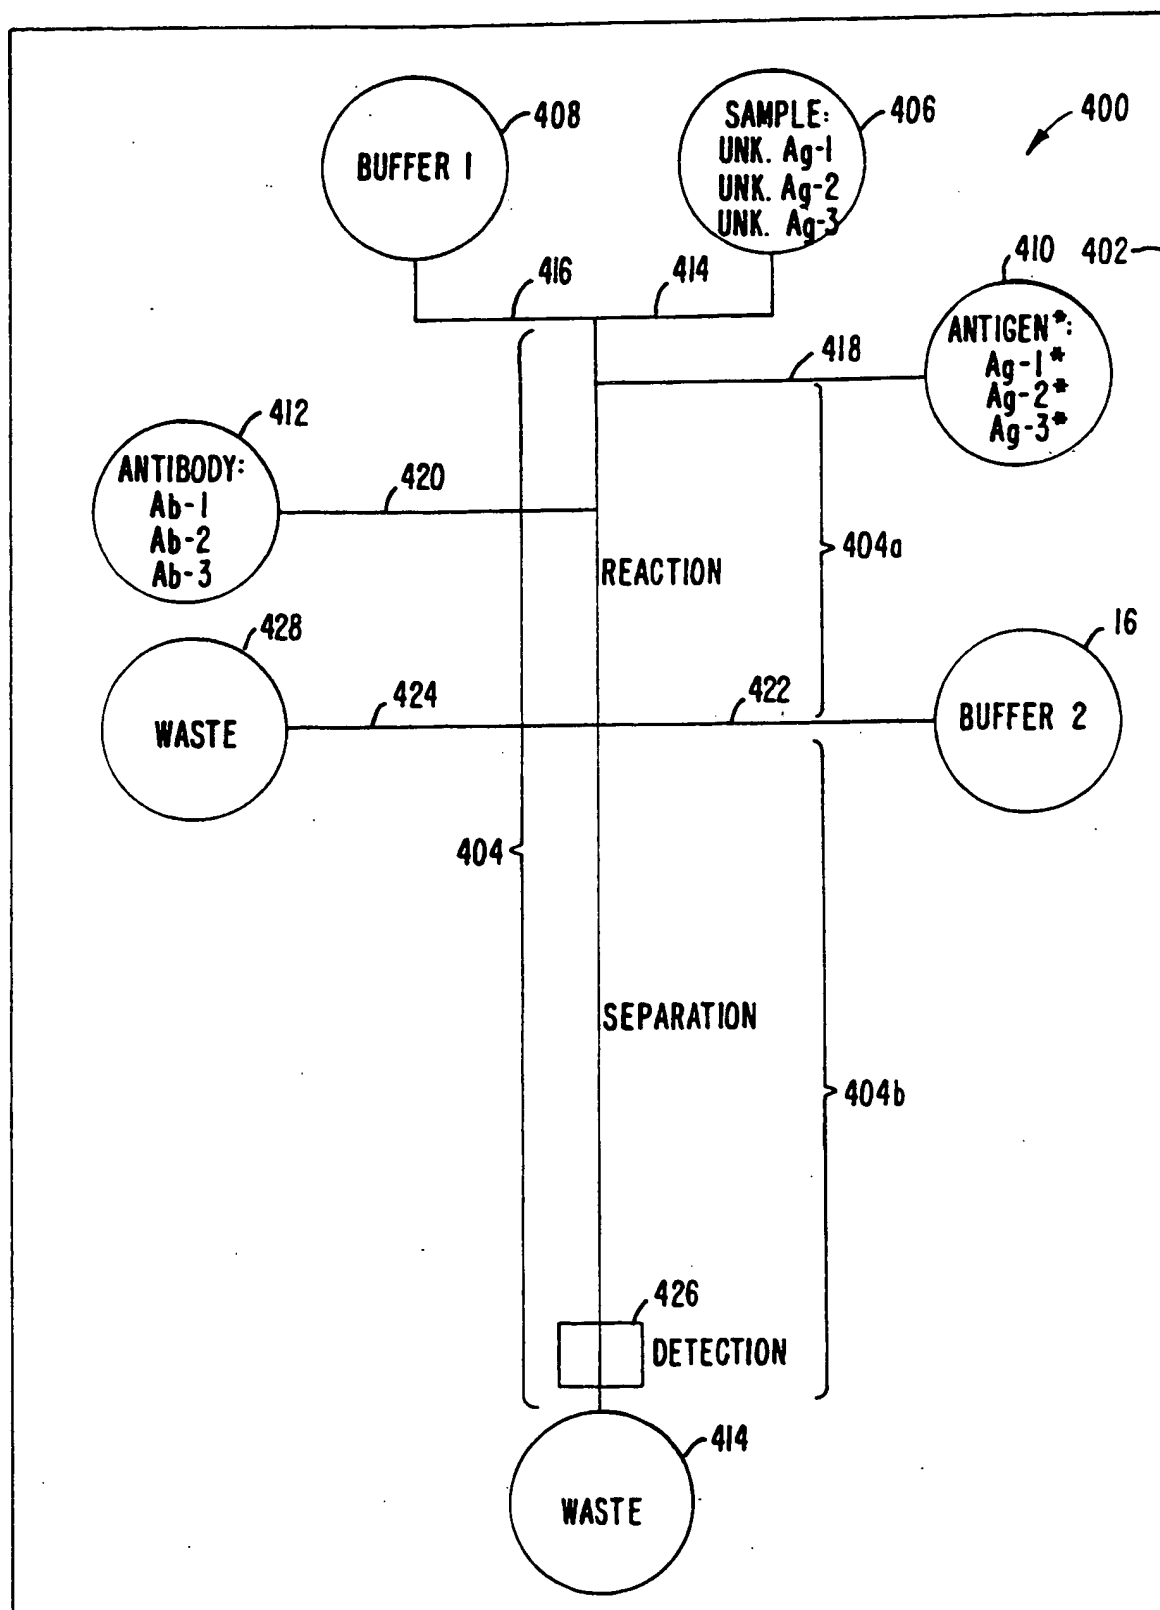 408
BUFFER 1
406
SAMPLE:
UNK. Ag-1
UNK. Ag-2
UNK. Ag-3
400
416
414
410
402
ANTIGEN*:
Ag-1*
Ag-2*
Ag-3*
418
412
ANTIBODY:
Ab-1
Ab-2
Ab-3
420
REACTION
404a
428
WASTE
424
422
16
BUFFER 2
404
SEPARATION
404b
426
DETECTION
414
WASTE